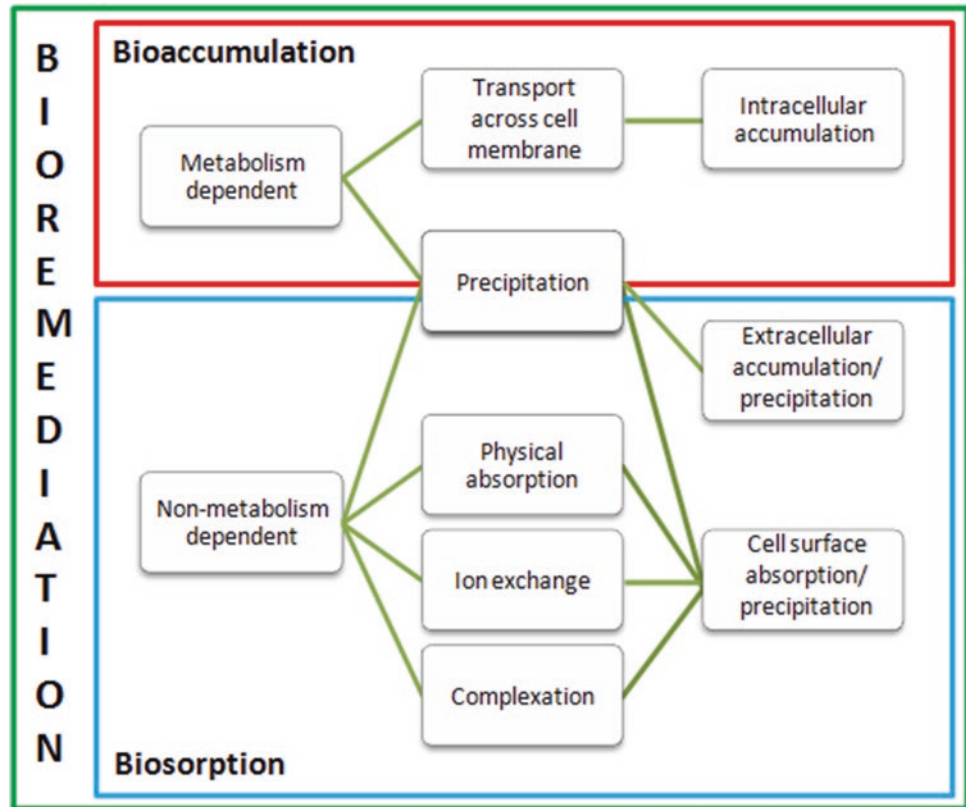 BIOREMEDIATION
Bioaccumulation
Metabolism
dependent
Transport
across cell
membrane
Intracellular
accumulation
Precipitation
Extracellular
accumulation/
precipitation
Non-metabolism
dependent
Physical
absorption
Ion exchange
Complexation
Cell surface
absorption/
precipitation
Biosorption